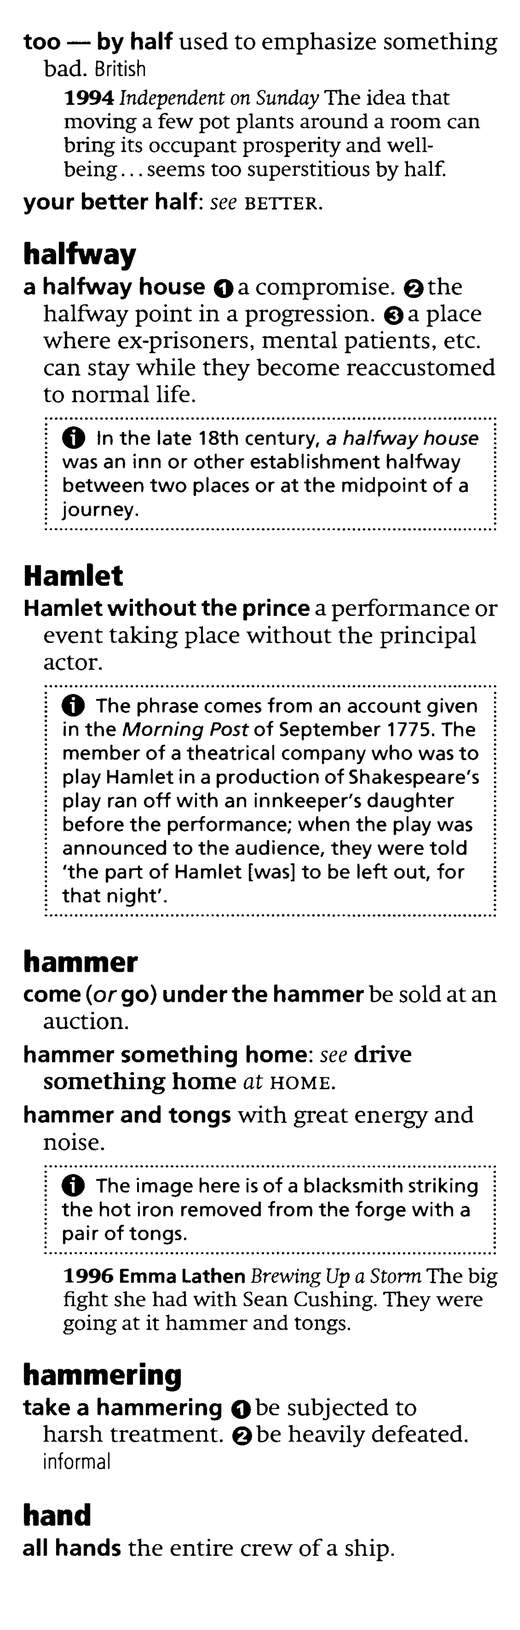 too — by half used to emphasize something
bad. British
1994 Independent on Sunday The idea that
moving a few pot plants around a room can
bring its occupant prosperity and well-
being…seems too superstitious by half.
your better half: see BETTER.
halfway
a halfway house ❶ a compromise. ❷ the
halfway point in a progression. ❸ a place
where ex-prisoners, mental patients, etc.
can stay while they become reaccustomed
to normal life.
ℹ In the late 18th century, a halfway house
was an inn or other establishment halfway
between two places or at the midpoint of a
journey.
Hamlet
Hamlet without the prince a performance or
event taking place without the principal
actor.
ℹ The phrase comes from an account given
in the Morning Post of September 1775. The
member of a theatrical company who was to
play Hamlet in a production of Shakespeare's
play ran off with an innkeeper's daughter
before the performance; when the play was
announced to the audience, they were told
'the part of Hamlet [was] to be left out, for
that night'.
hammer
come (or go) under the hammer be sold at an
auction.
hammer something home: see drive
something home at HOME.
hammer and tongs with great energy and
noise.
ℹ The image here is of a blacksmith striking
the hot iron removed from the forge with a
pair of tongs.
1996 Emma Lathen Brewing Up a Storm The big
fight she had with Sean Cushing. They were
going at it hammer and tongs.
hammering
take a hammering ❶ be subjected to
harsh treatment. ❷ be heavily defeated.
informal
hand
all hands the entire crew of a ship.